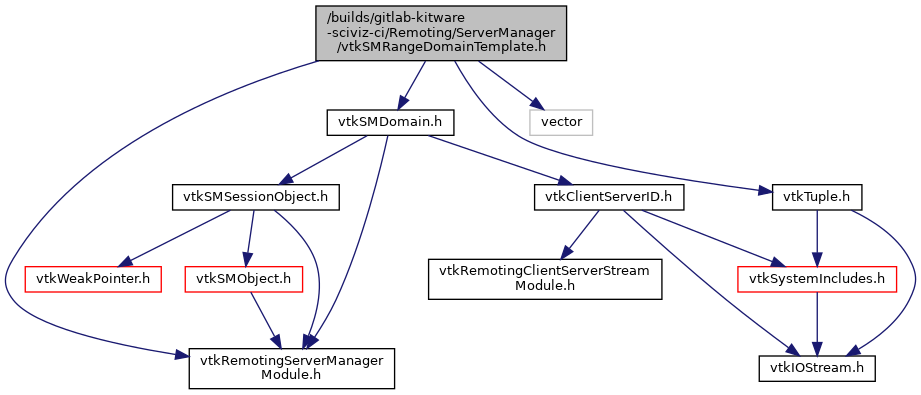 /builds/gitlab-kitware
-sciviz-ci/Remoting/ServerManager
/vtkSMRangeDomainTemplate.h
vtkSMDomain.h
vector
vtkSMSessionObject.h
vtkClientServerID.h
vtkTuple.h
vtkWeakPointer.h
vtkSMObject.h
vtkRemotingClientServerStream
Module.h
vtkSystemIncludes.h
vtkRemotingServerManager
Module.h
vtkIOStream.h